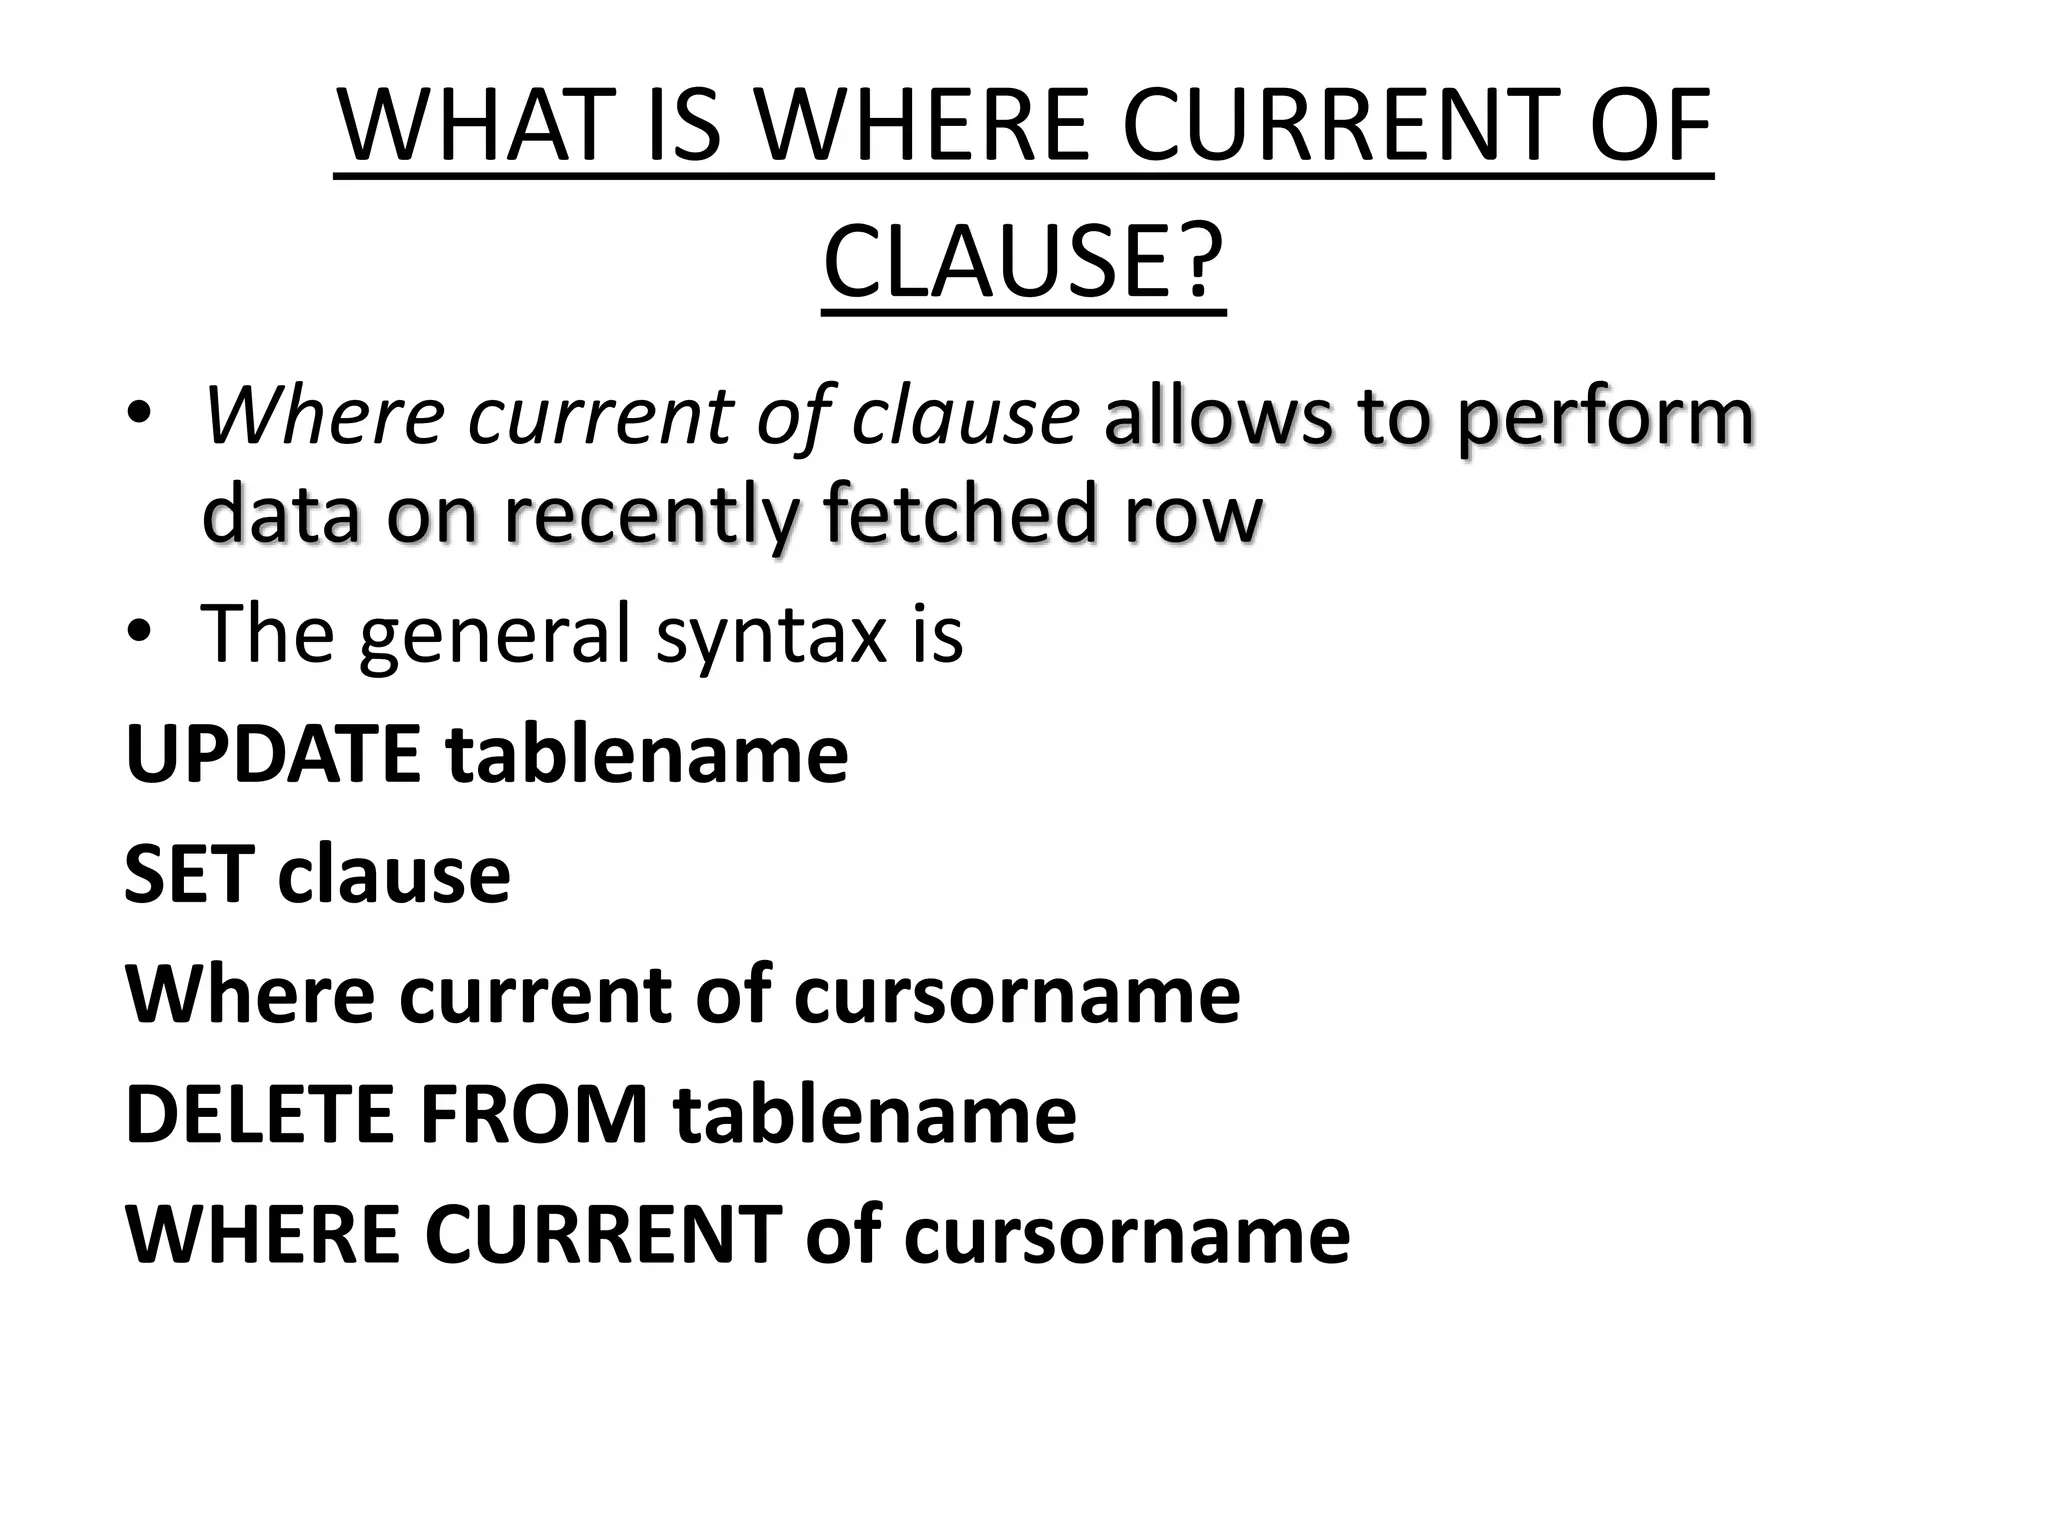 WHAT IS WHERE CURRENT OF
CLAUSE?
• Where current of clause allows to perform
data on recently fetched row
• The general syntax is
UPDATE tablename
SET clause
Where current of cursorname
DELETE FROM tablename
WHERE CURRENT of cursorname